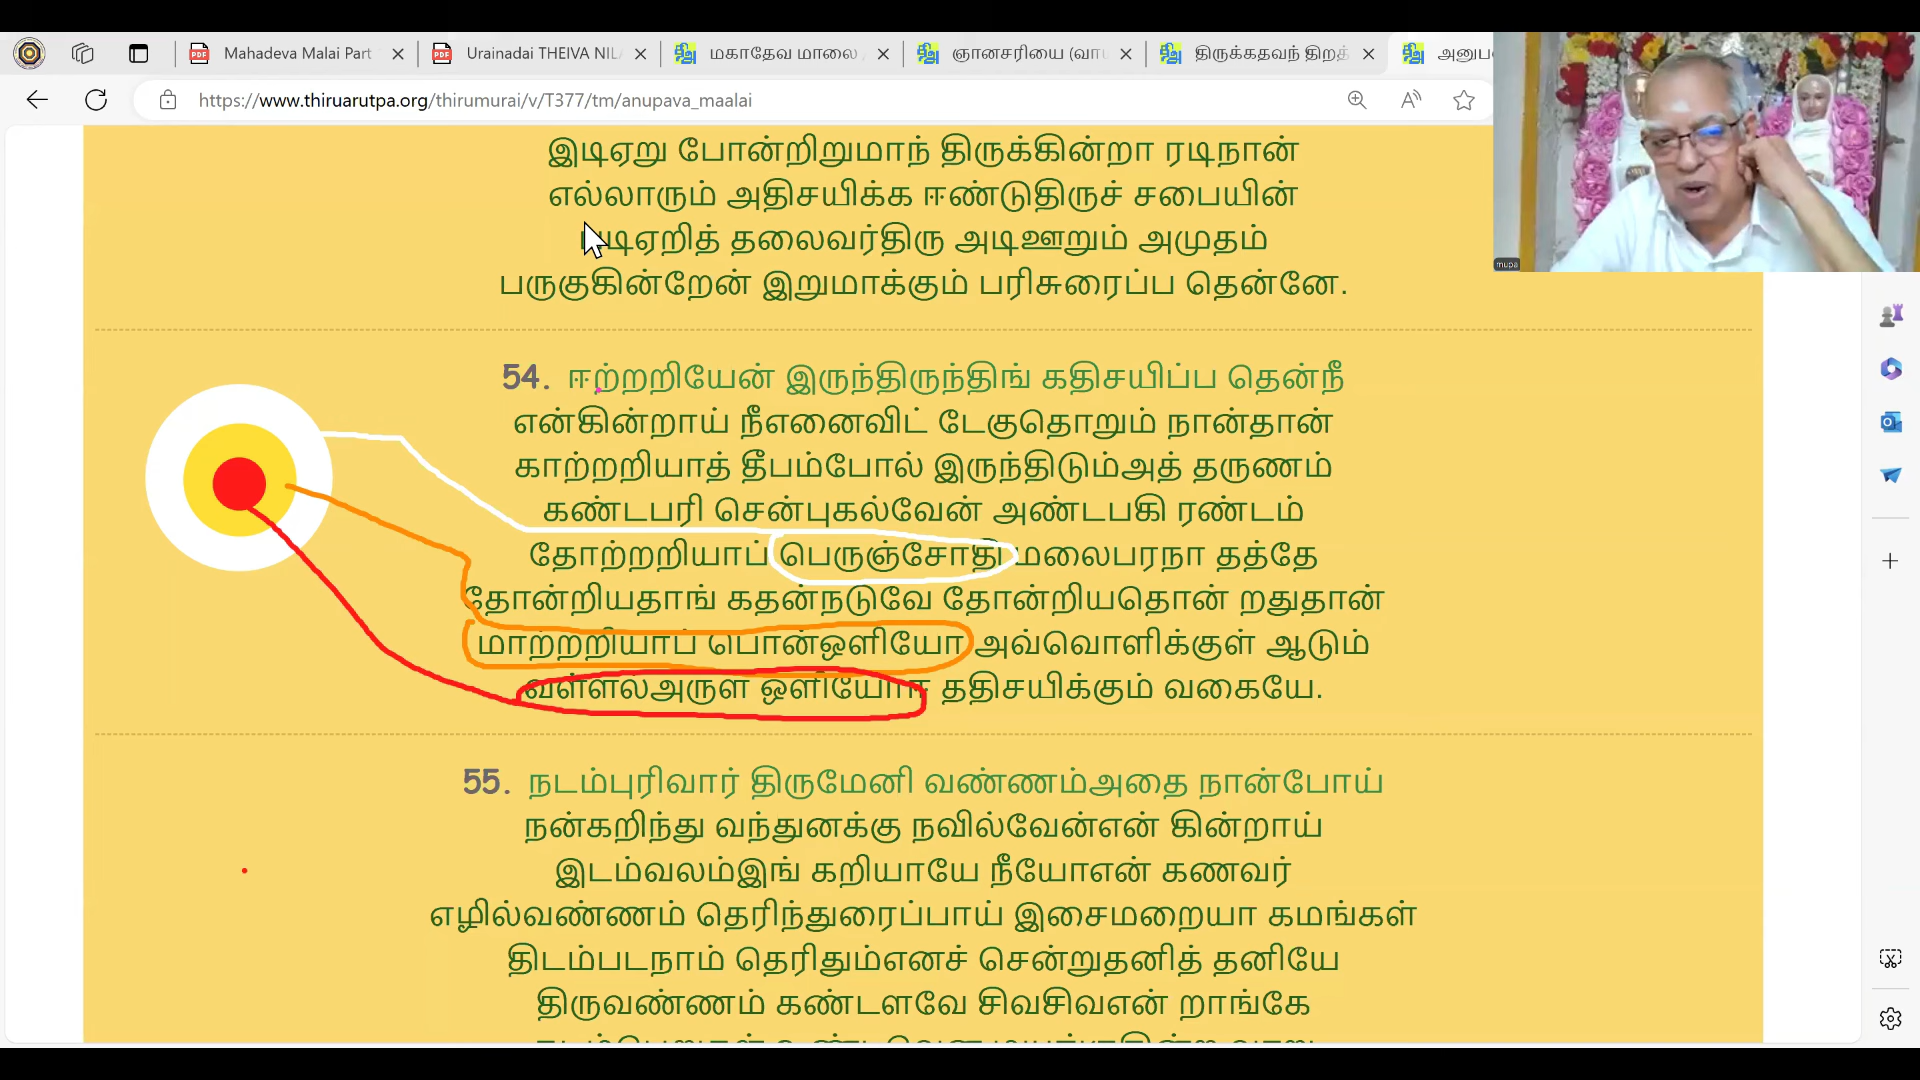 Mahadeva Malai Part
Urainadai THEIVA NIL
மகாதேவ மாலை
ஞானசரியை (வாய
திருக்கதவந் திறத்
அனுப
https://www.thiruarutpa.org/thirumurai/v/T377/tm/anupava_maalai
mupa
இடிஏறு போன்றிறுமாந் திருக்கின்றா ரடிநான்
எல்லாரும் அதிசயிக்க ஈண்டுதிருச் சபையின்
படிஏறித் தலைவர்திரு அடிஊறும் அமுதம்
பருகுகின்றேன் இறுமாக்கும் பரிசுரைப்ப தென்னே.
54. ஈற்றறியேன் இருந்திருந்திங் கதிசயிப்ப தென்நீ
என்கின்றாய் நீஎனைவிட் டேகுதொறும் நான்தான்
காற்றறியாத் தீபம்போல் இருந்திடும்அத் தருணம்
கண்டபரி சென்புகல்வேன் அண்டபகி ரண்டம்
தோற்றறியாப் பெருஞ்சோதி மலைபரநா தத்தே
தோன்றியதாங் கதன்நடுவே தோன்றியதொன் றதுதான்
மாற்றறியாப் பொன்ஒளியோ அவ்வொளிக்குள் ஆடும்
வள்ளல்அருள் ஒளியோஈ ததிசயிக்கும் வகையே.
55. நடம்புரிவார் திருமேனி வண்ணம்அதை நான்போய்
நன்கறிந்து வந்துனக்கு நவில்வேன்என் கின்றாய்
இடம்வலம்இங் கறியாயே நீயோஎன் கணவர்
எழில்வண்ணம் தெரிந்துரைப்பாய் இசைமறையா கமங்கள்
திடம்படநாம் தெரிதும்எனச் சென்றுதனித் தனியே
திருவண்ணம் கண்டளவே சிவசிவஎன் றாங்கே